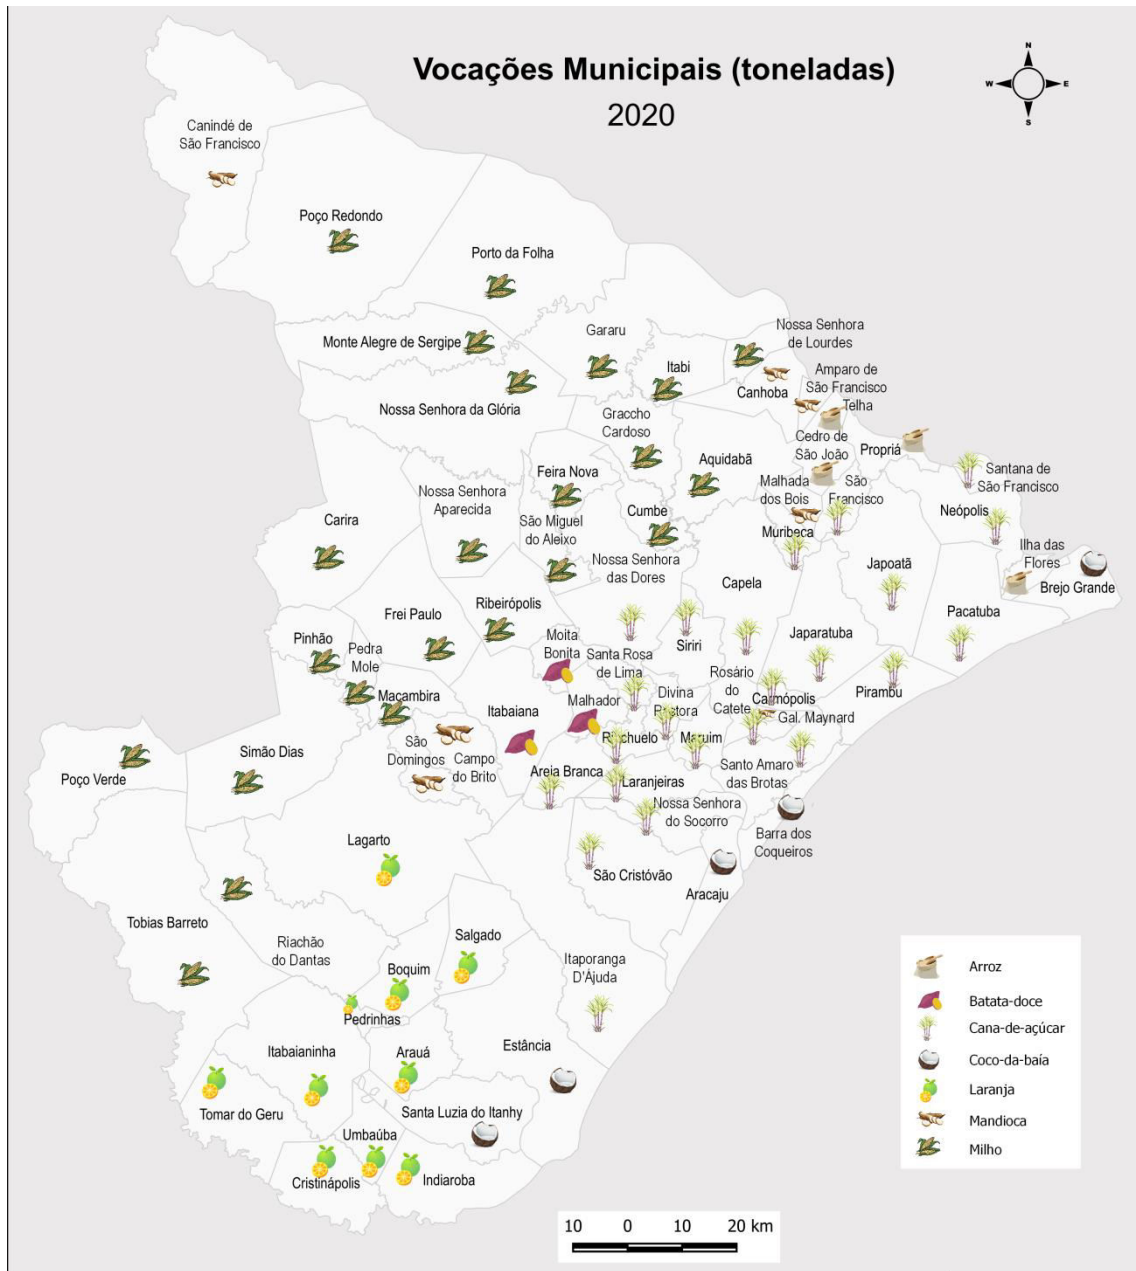 Vocações Municipais (toneladas)
2020
N
W
E
S
Canindé de
São Francisco
Poço Redondo
Porto da Folha
Monte Alegre de Sergipe
Gararu
Itabi
Nossa Senhora
de Lourdes
Canhoba
Amparo de
São Francisco
Telha
Nossa Senhora da Glória
Graccho
Cardoso
Cedro de
São João
Propriá
Feira Nova
Aquidabã
Nossa Senhora
Aparecida
Malhada
dos Bois
São
Francisco
Santana de
São Francisco
Neópolis
Carira
São Miguel
do Aleixo
Cumbe
Muribeca
Nossa Senhora
das Dores
Capela
Japoatã
Ilha das
Flores
Brejo Grande
Pacatuba
Frei Paulo
Ribeirópolis
Pinhão
Pedra
Mole
Moita
Bonita
Santa Rosa
de Lima
Siriri
Japaratuba
Pirambu
Macambira
Itabaiana
Malhador
Divina
Pastora
Rosário
do
Catete
Carmópolis
Gal. Maynard
São
Domingos
Campo
do Brito
Riachuelo
Maruim
Simão Dias
Poço Verde
Areia Branca
Laranjeiras
Santo Amaro
das Brotas
Nossa Senhora
do Socorro
Barra dos
Coqueiros
Lagarto
São Cristóvão
Aracaju
Tobias Barreto
Riachão
do Dantas
Salgado
Boquim
Itaporanga
D'Ájuda
Pedrinhas
Itabaianinha
Arauá
Estância
Tomar do Geru
Santa Luzia do Itanhy
Umbaúba
Cristinápolis
Indiaroba
Arroz
Batata-doce
Cana-de-açúcar
Coco-da-baía
Laranja
Mandioca
Milho
10 0 10 20 km